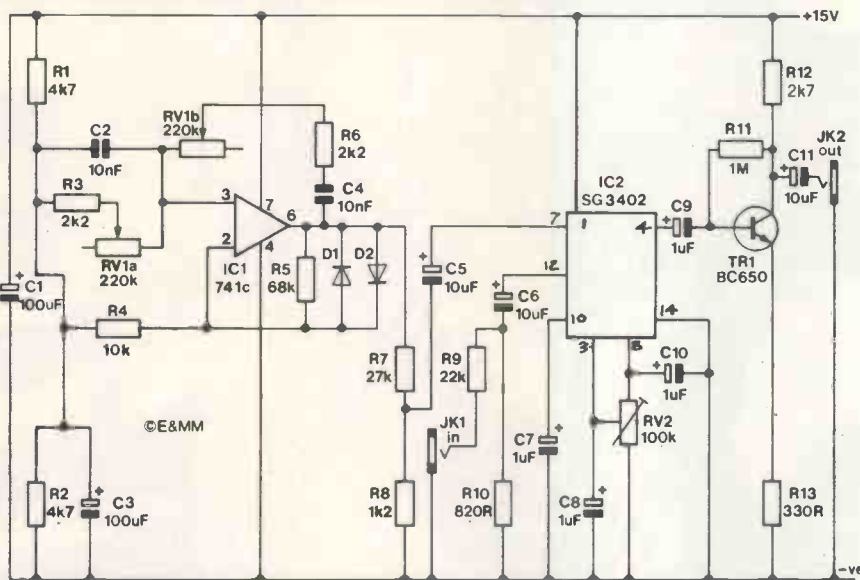 +15V
R1
4k7
R12
2k7
RV1b
220k
C2
10nF
R6
2k2
R11
1M
JK2
out
C11
10uF
IC2
SG3402
R3
2k2
C4
10nF
3
7
6
2
4
IC1
741c
7
1
4
C9
1uF
TR1
BC650
RV1a
220k
R5
68k
D1
D2
C5
10uF
12
C6
10uF
10
14
3
8
C1
100uF
R4
10k
R7
27k
R9
22k
C10
1uF
JK1
in
RV2
100k
©E&MM
C7
1uF
R2
4k7
C3
100uF
R8
1k2
R10
820R
C8
1uF
R13
330R
-ve